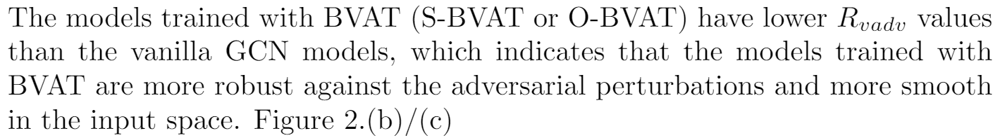 The models trained with BVAT (S-BVAT or O-BVAT) have lower $R_{vadv}$ values
than the vanilla GCN models, which indicates that the models trained with
BVAT are more robust against the adversarial perturbations and more smooth
in the input space. Figure 2.(b)/(c)